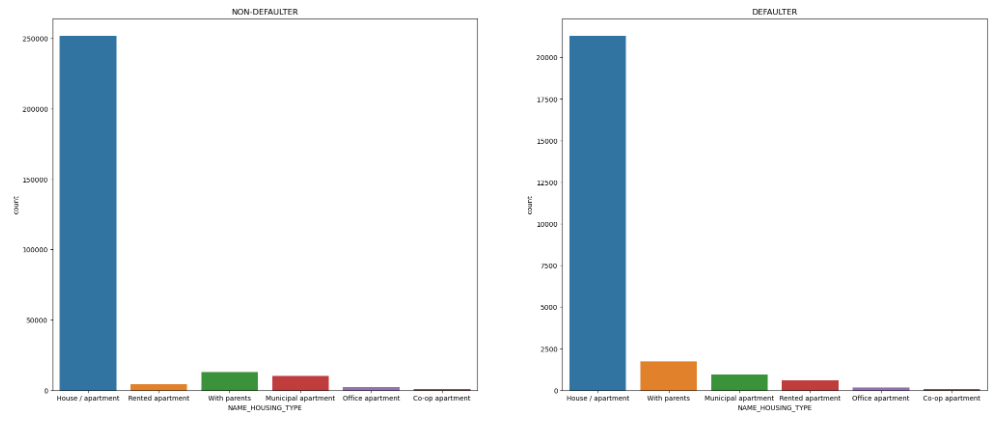 NON-DEFAULTER
250000
200000
150000
100000
50000
0
count
House / apartment Rented apartment With parents Municipal apartment Office apartment Co-op apartment
NAME_HOUSING_TYPE
DEFAULTER
20000
17500
15000
12500
10000
7500
5000
2500
0
count
House / apartment With parents Municipal apartment Rented apartment Office apartment Co-op apartment
NAME_HOUSING_TYPE